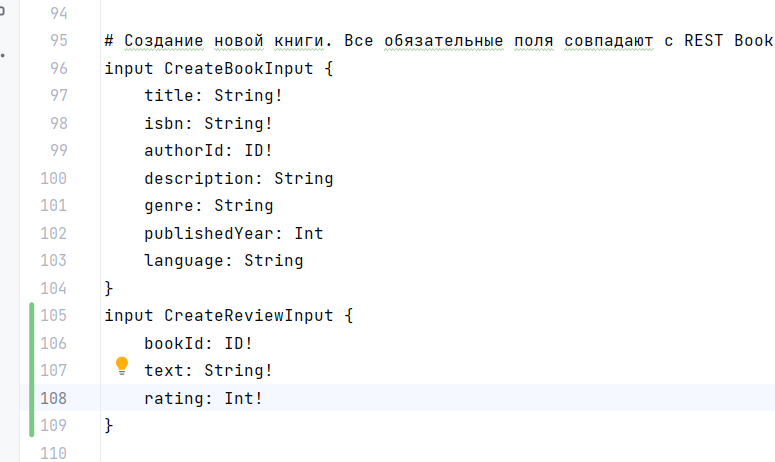 94
95 # Создание новой книги. Все обязательные поля совпадают с REST Book
96 input CreateBookInput {
97 title: String!
98 isbn: String!
99 authorId: ID!
100 description: String
101 genre: String
102 publishedYear: Int
103 language: String
104 }
105 input CreateReviewInput {
106 bookId: ID!
107 text: String!
108 rating: Int!
109 }
110